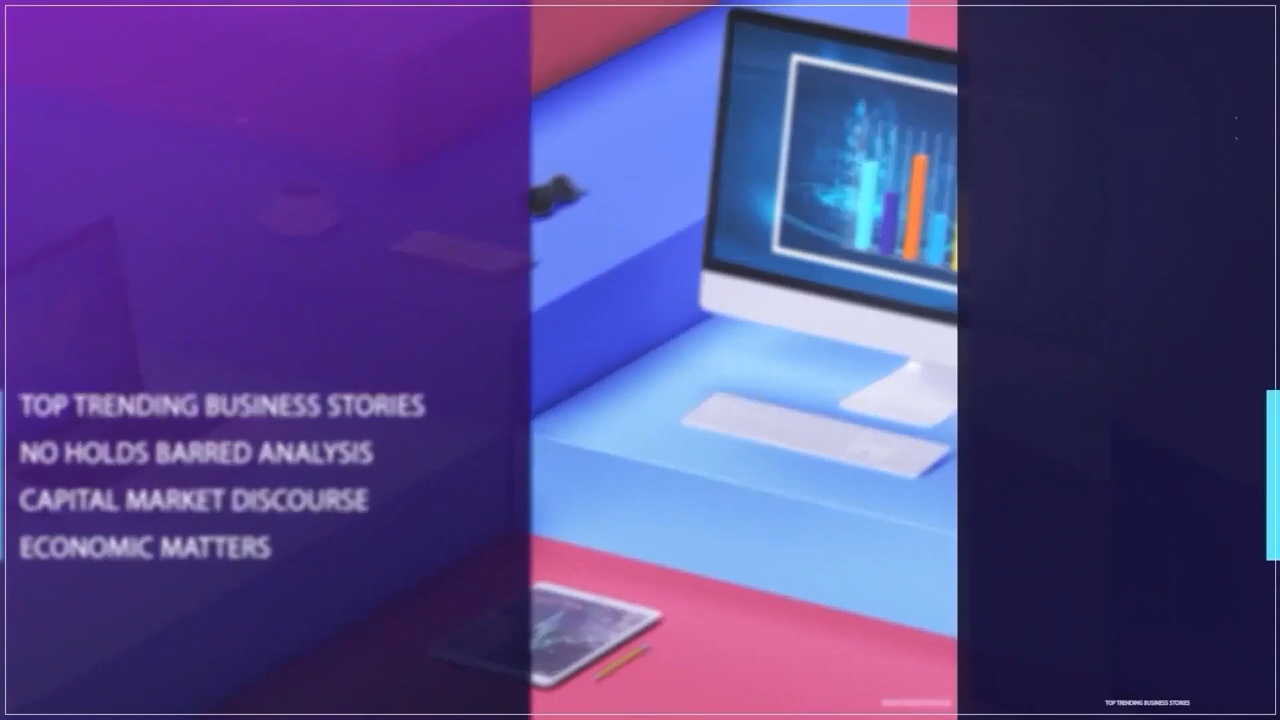 TOP TRENDING BUSINESS STORIES
NO HOLDS BARRED ANALYSIS
CAPITAL MARKET DISCOURSE
ECONOMIC MATTERS
TOP TRENDING BUSINESS STORIES